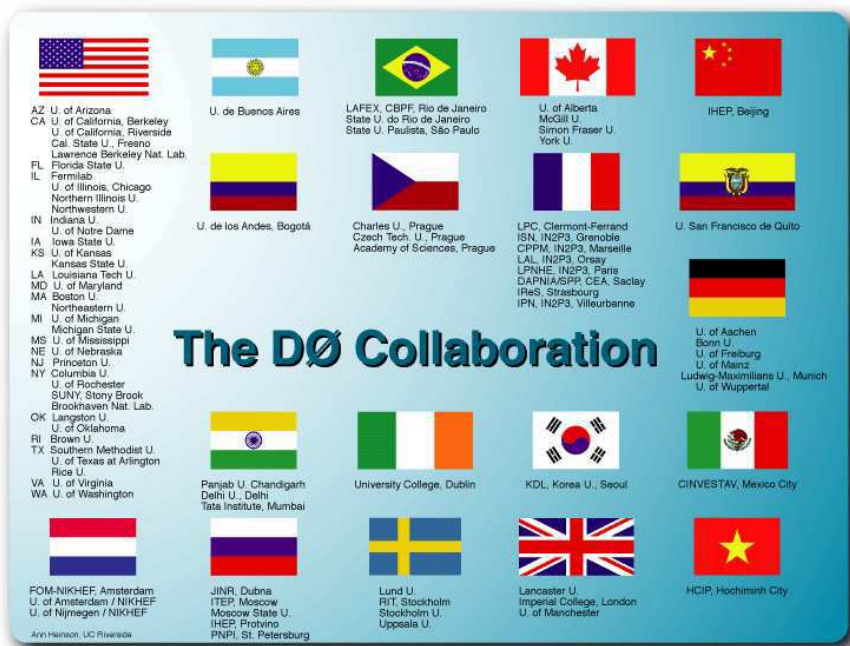 AZ U. of Arizona
CA U. of California, Berkeley
U. of California, Riverside
Cal. State U., Fresno
Lawrence Berkeley Nat. Lab.
FL Florida State U.
IL Fermilab
U. of Illinois, Chicago
Northern Illinois U.
Northwestern U.
IN Indiana U.
U. of Notre Dame
IA Iowa State U.
KS U. of Kansas
Kansas State U.
LA Louisiana Tech U.
MD U. of Maryland
MA Boston U.
Northeastern U.
MI U. of Michigan
Michigan State U.
MS U. of Mississippi
NE U. of Nebraska
NJ Princeton U.
NY Columbia U.
U. of Rochester
SUNY, Stony Brook
Brookhaven Nat. Lab.
OK Langston U.
U. of Oklahoma
RI Brown U.
TX Southern Methodist U.
U. of Texas at Arlington
Rice U.
VA U. of Virginia
WA U. of Washington
U. de Buenos Aires
LAFEX, CBPF, Rio de Janeiro
State U. do Rio de Janeiro
State U. Paulista, São Paulo
U. of Alberta
McGill U.
Simon Fraser U.
York U.
IHEP, Beijing
U. de los Andes, Bogotá
Charles U., Prague
Czech Tech. U., Prague
Academy of Sciences, Prague
LPC, Clermont-Ferrand
ISN, IN2P3, Grenoble
CPPM, IN2P3, Marseille
LAL, IN2P3, Orsay
LPNHE, IN2P3, Paris
DAPNIA/SPP, CEA, Saclay
IReS, Strasbourg
IPN, IN2P3, Villeurbanne
U. San Francisco de Quito
U. of Aachen
Bonn U.
U. of Freiburg
U. of Mainz
Ludwig-Maximilians U., Munich
U. of Wuppertal
The DØ Collaboration
Panjab U. Chandigarh
Delhi U., Delhi
Tata Institute, Mumbai
University College, Dublin
KDL, Korea U., Seoul
CINVESTAV, Mexico City
FOM-NIKHEF, Amsterdam
U. of Amsterdam / NIKHEF
U. of Nijmegen / NIKHEF
JINR, Dubna
ITEP, Moscow
Moscow State U.
IHEP, Protvino
PNPI, St. Petersburg
Lund U.
RIT, Stockholm
Stockholm U.
Uppsala U.
Lancaster U.
Imperial College, London
U. of Manchester
HCIP, Hochiminh City
Ann Heinson, UC Riverside